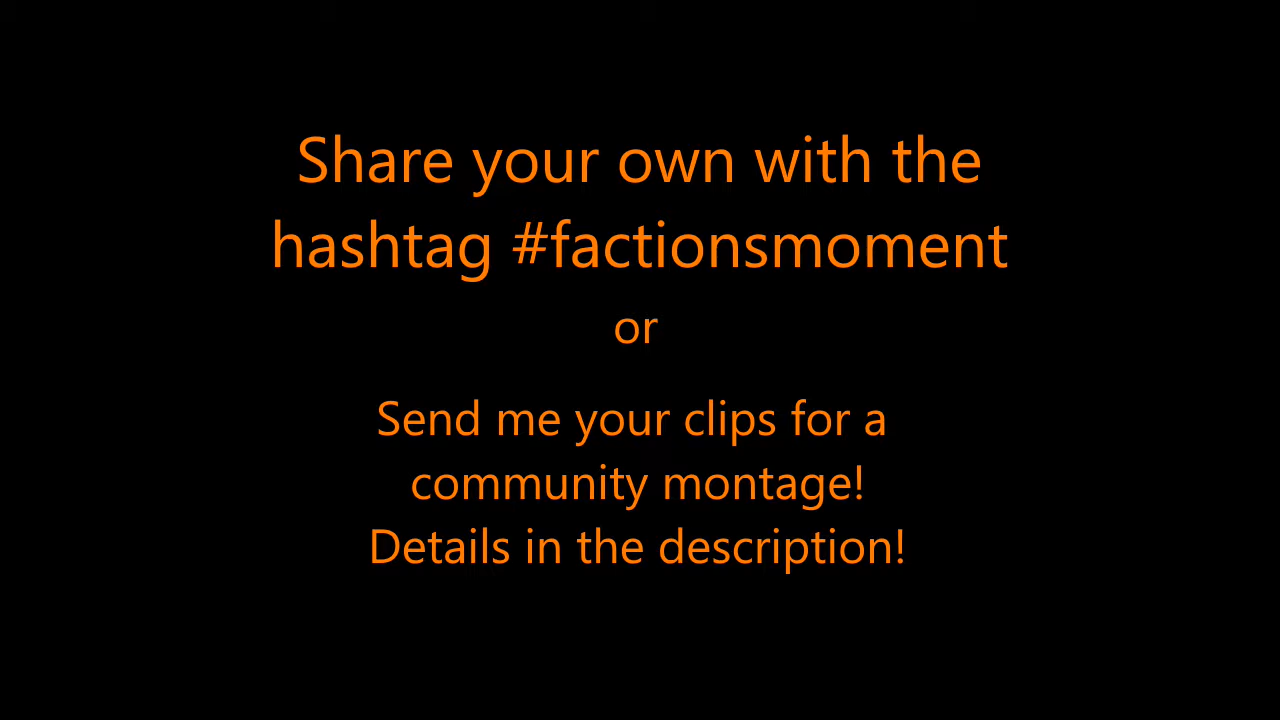 Share your own with the
hashtag #factionsmoment
or
Send me your clips for a
community montage!
Details in the description!